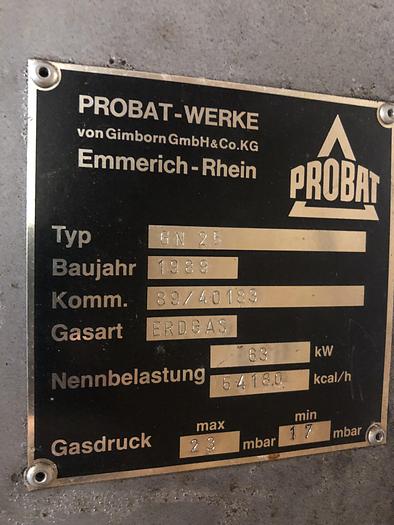 PROBAT-WERKE
von Gimborn GmbH & Co.KG
Emmerich-Rhein
PROBAT
Typ GN 25
Baujahr 1989
Komm. 89/40193
Gasart ERDGAS
63 kW
Nennbelastung 54180 kcal/h
max min
Gasdruck 23 mbar 17 mbar